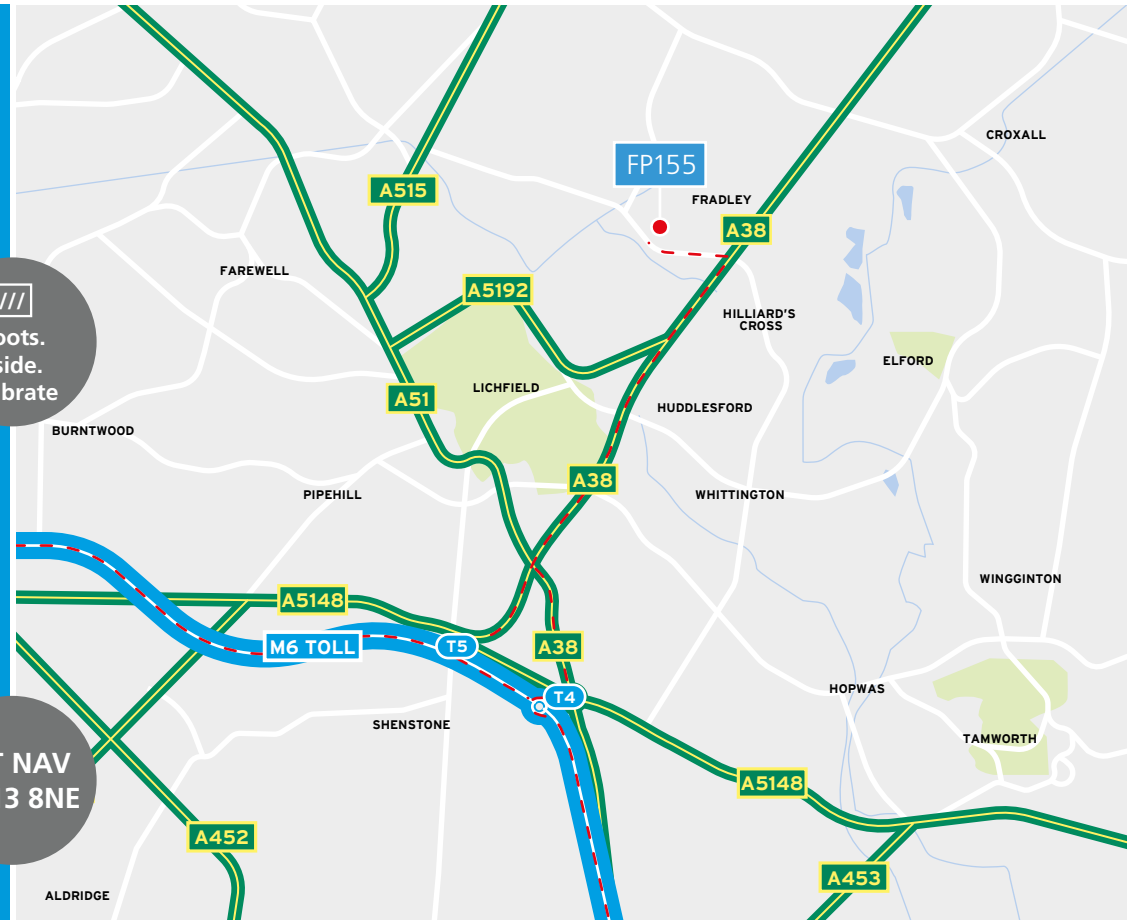 CROXALL
FP155
A515
FRADLEY
A38
FAREWELL
A5192
///
HILLIARD'S
CROSS
oots.
side.
brate
ELFORD
LICHFIELD
A51
HUDDLESFORD
BURNTWOOD
A38
PIPEHILL
WHITTINGTON
WINGGINTON
A5148
M6 TOLL
T5
A38
HOPWAS
T4
SHENSTONE
TAMWORTH
T NAV
3 8NE
A5148
A452
A453
ALDRIDGE